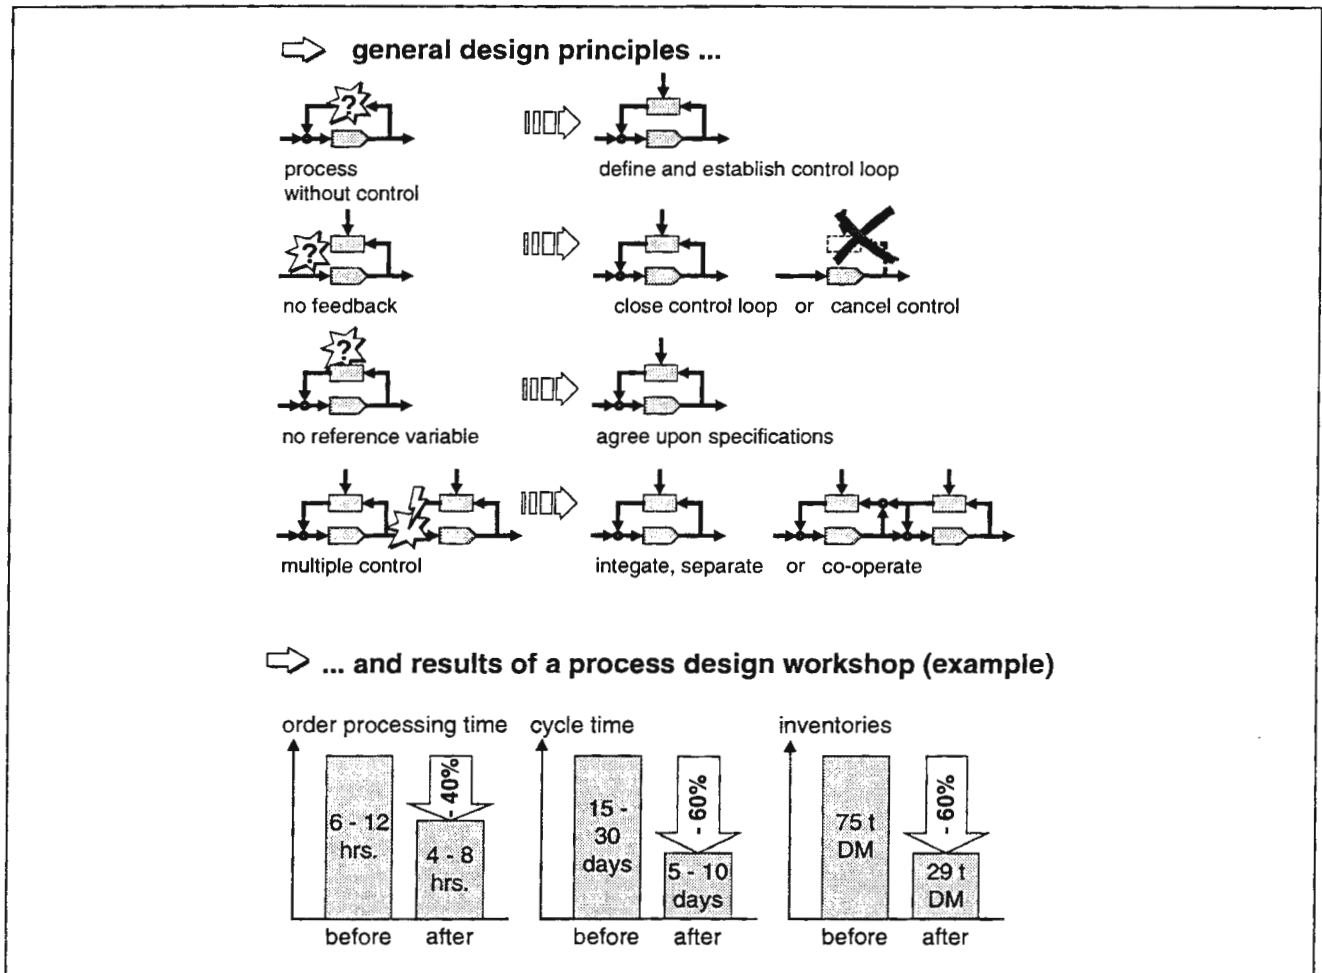 general design principles ...
?
process
without control
define and establish control loop
?
no feedback
close control loop or cancel control
?
no reference variable
agree upon specifications
multiple control
integate, separate or co-operate
... and results of a process design workshop (example)
order processing time
6 - 12
hrs.
- 40%
4 - 8
hrs.
before after
cycle time
15 -
30
days
- 60%
5 - 10
days
before after
inventories
75 t
DM
- 60%
29 t
DM
before after